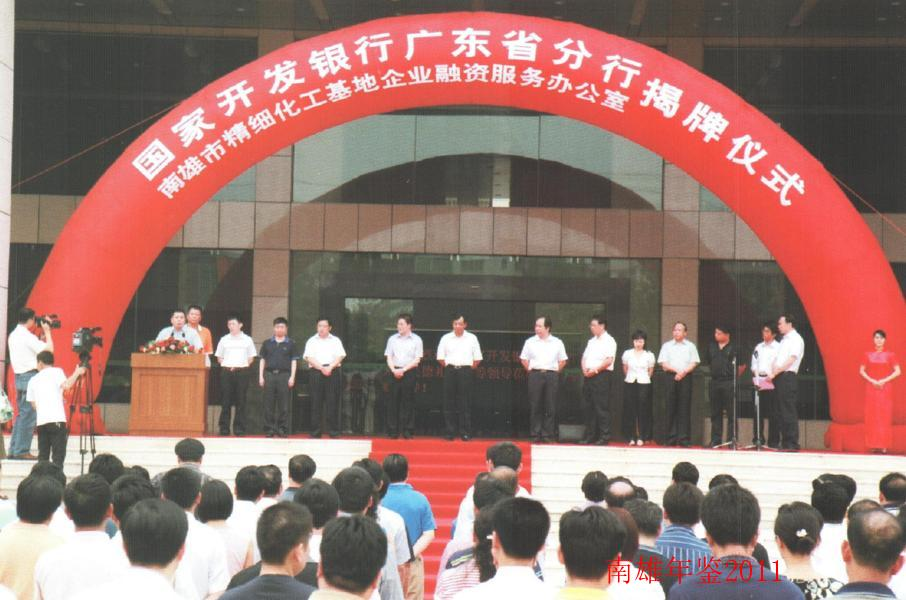 国家开发银行广东省分行揭牌仪式
南雄市精细化工基地企业融资服务办公室
南雄年鉴2011